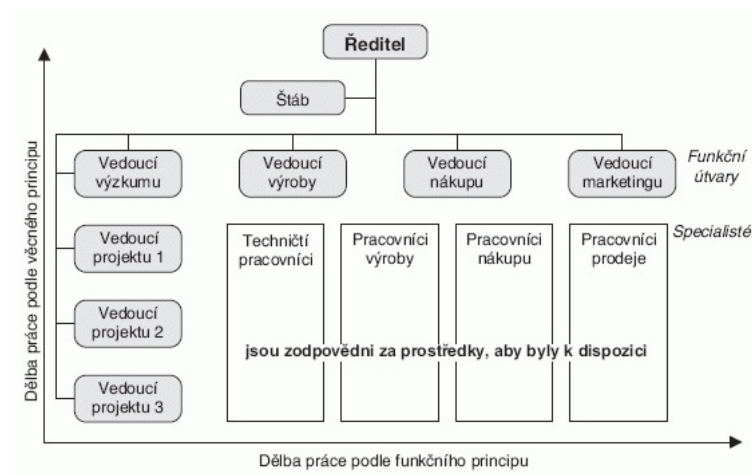 Ředitel
Štáb
Vedoucí
výzkumu
Vedoucí
výroby
Vedoucí
nákupu
Vedoucí
marketingu
Funkční
útvary
Vedoucí
projektu 1
Techničtí
pracovníci
Pracovníci
výroby
Pracovníci
nákupu
Pracovníci
prodeje
Specialisté
Vedoucí
projektu 2
jsou zodpovědni za prostředky, aby byly k dispozici
Vedoucí
projektu 3
Dělba práce podle věcného principu
Dělba práce podle funkčního principu